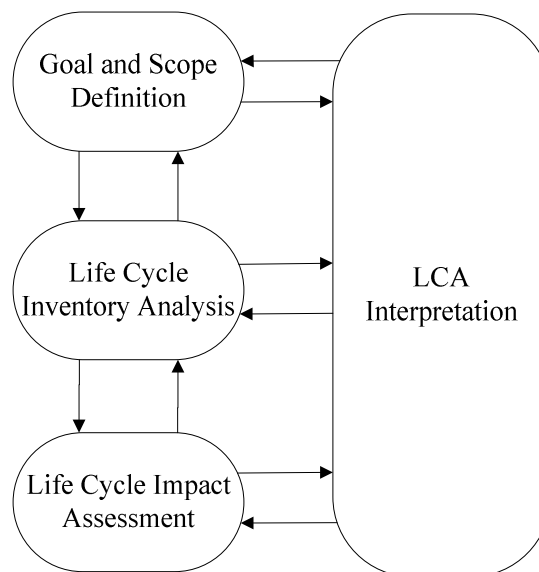 Goal and Scope
Definition
Life Cycle
Inventory Analysis
LCA
Interpretation
Life Cycle Impact
Assessment